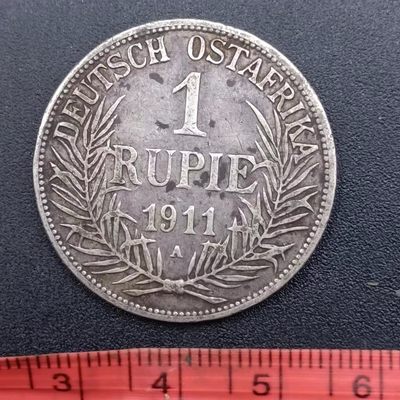 DEUTSCH OSTAFRIKA
1
RUPIE
1911
A
3 4 5 6